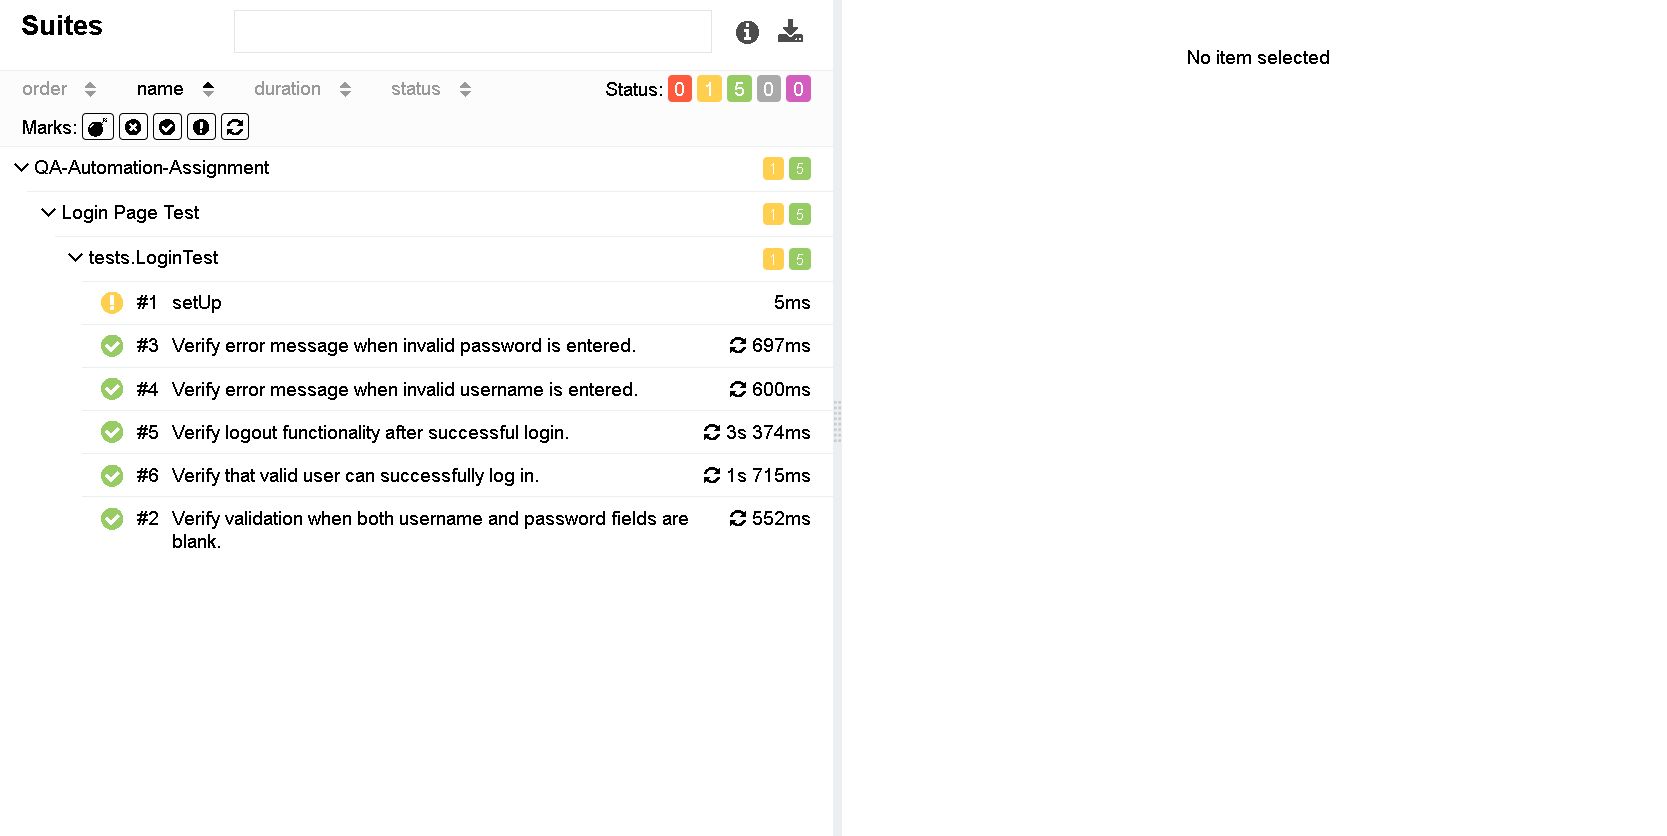 Suites
No item selected
order name duration status Status: 0 1 5 0 0
Marks:
QA-Automation-Assignment 1 5
Login Page Test 1 5
tests.LoginTest 1 5
#1 setUp 5ms
#3 Verify error message when invalid password is entered. 697ms
#4 Verify error message when invalid username is entered. 600ms
#5 Verify logout functionality after successful login. 3s 374ms
#6 Verify that valid user can successfully log in. 1s 715ms
#2 Verify validation when both username and password fields are 552ms
blank.